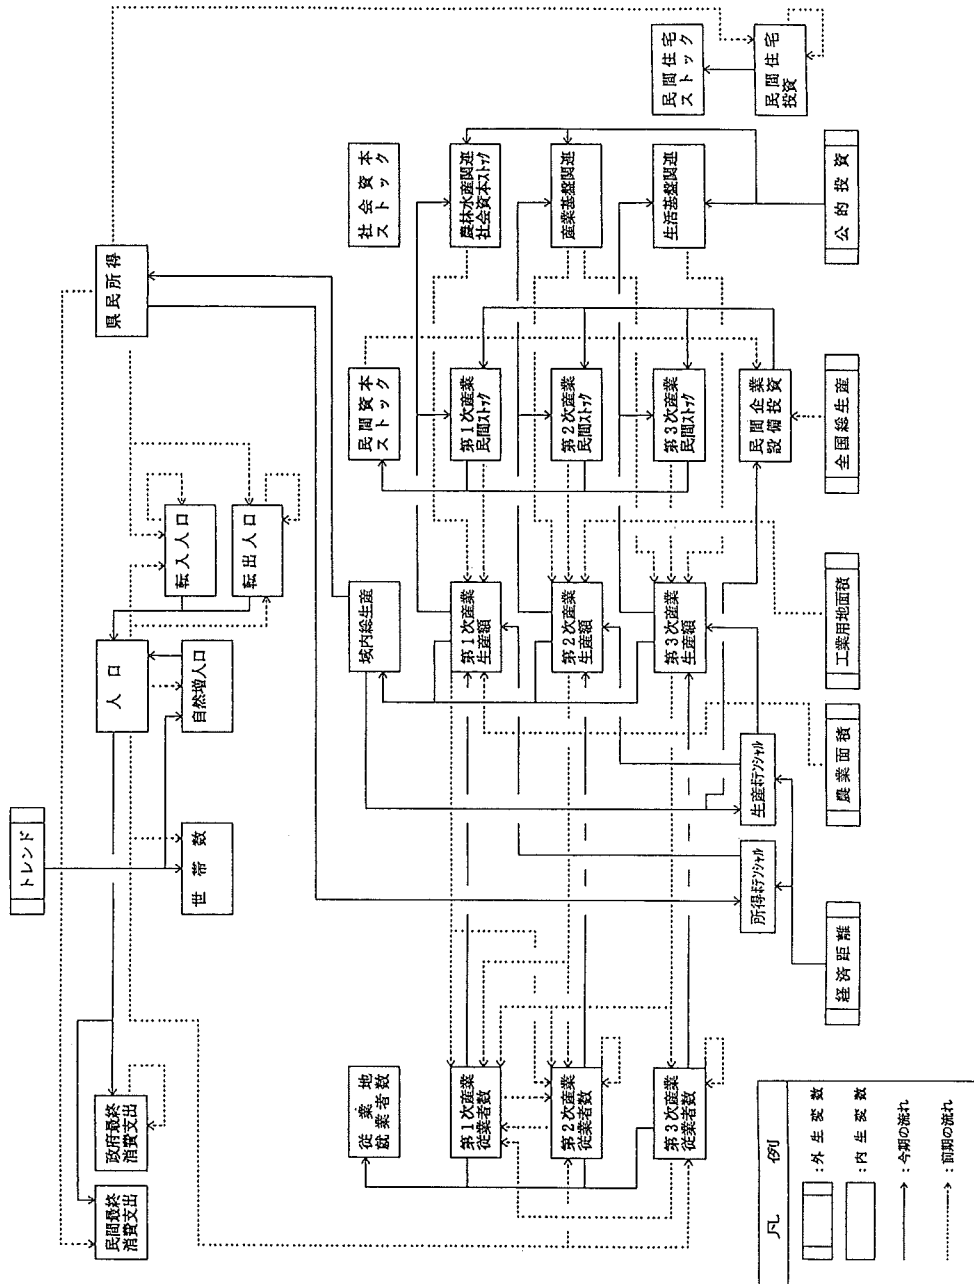 トレンド
民間最終
消費支出
政府最終
消費支出
世帯数
人口
自然増人口
転入人口
転出人口
県民所得
従業地
就業者数
第1次産業
従業者数
第2次産業
従業者数
第3次産業
従業者数
域内総生産
第1次産業
生産額
第2次産業
生産額
第3次産業
生産額
民間資本
ストック
第1次産業
民間ストック
第2次産業
民間ストック
第3次産業
民間ストック
民間企業
設備投資
社会資本
ストック
農林水産関連
社会資本ストック
産業基盤関連
生活基盤関連
民間住宅
ストック
民間住宅
投資
所得ポテンシャル
生産ポテンシャル
経済距離
農業面積
工業用地面積
全国総生産
公的投資
凡例
:外生変数
:内生変数
:今期の流れ
:前期の流れ